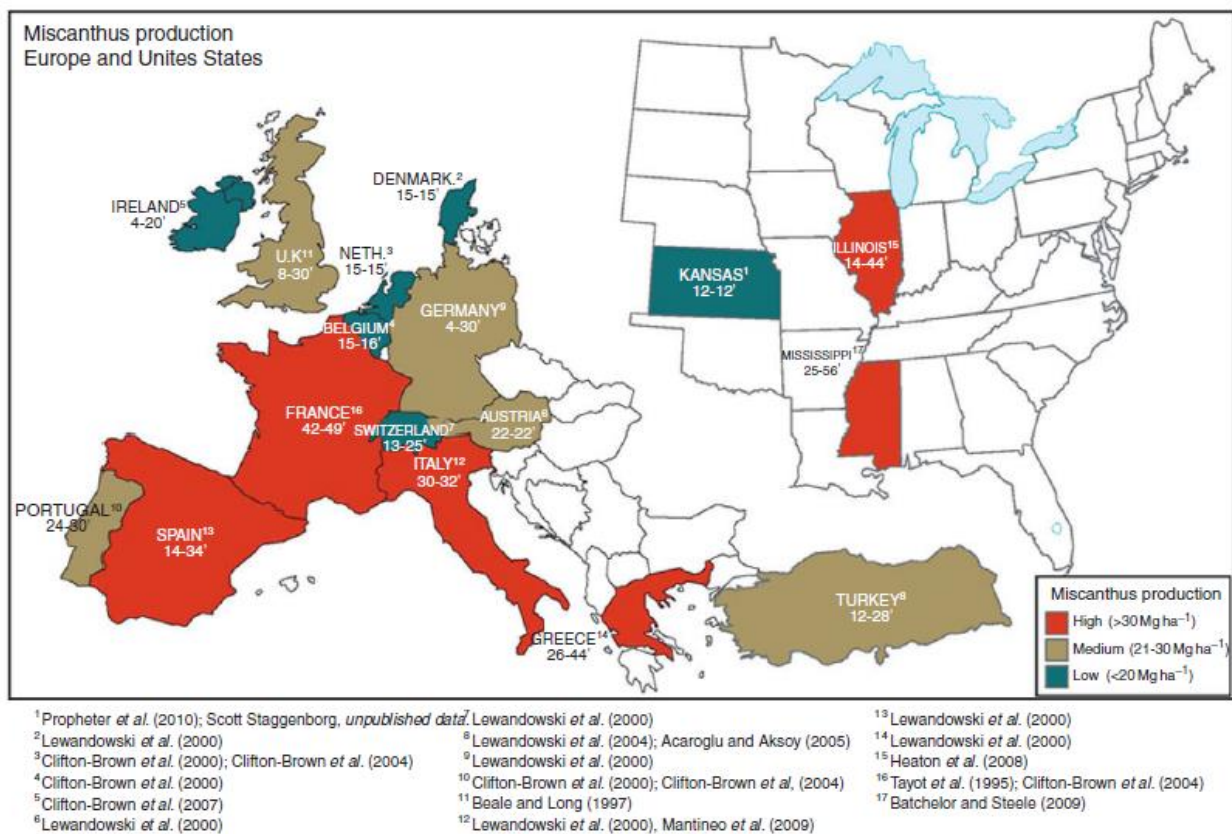 Miscanthus production
Europe and Unites States
DENMARK.²
15-15'
IRELAND⁵
4-20'
NETH.³
15-15'
U.K¹¹
8-30'
GERMANY⁹
4-30'
BELGIUM⁴
15-16'
FRANCE¹⁶
42-49'
SWITZERLAND⁷
13-25'
AUSTRIA⁶
22-22'
ITALY¹²
30-32'
PORTUGAL¹⁰
24-30'
SPAIN¹³
14-34'
GREECE¹⁴
26-44'
TURKEY⁸
12-28'
KANSAS¹
12-12'
ILLINOIS¹⁵
14-44'
MISSISSIPPI¹⁷
25-56'
Miscanthus production
High (>30 Mg ha⁻¹)
Medium (21-30 Mg ha⁻¹)
Low (<20 Mg ha⁻¹)
¹Propheter et al. (2010); Scott Staggenborg, unpublished data.
²Lewandowski et al. (2000)
³Clifton-Brown et al. (2000); Clifton-Brown et al. (2004)
⁴Clifton-Brown et al. (2000)
⁵Clifton-Brown et al. (2007)
⁶Lewandowski et al. (2000)
⁷Lewandowski et al. (2000)
⁸Lewandowski et al. (2004); Acaroglu and Aksoy (2005)
⁹Lewandowski et al. (2000)
¹⁰Clifton-Brown et al. (2000); Clifton-Brown et al, (2004)
¹¹Beale and Long (1997)
¹²Lewandowski et al. (2000), Mantineo et al. (2009)
¹³Lewandowski et al. (2000)
¹⁴Lewandowski et al. (2000)
¹⁵Heaton et al. (2008)
¹⁶Tayot et al. (1995); Clifton-Brown et al. (2004)
¹⁷Batchelor and Steele (2009)